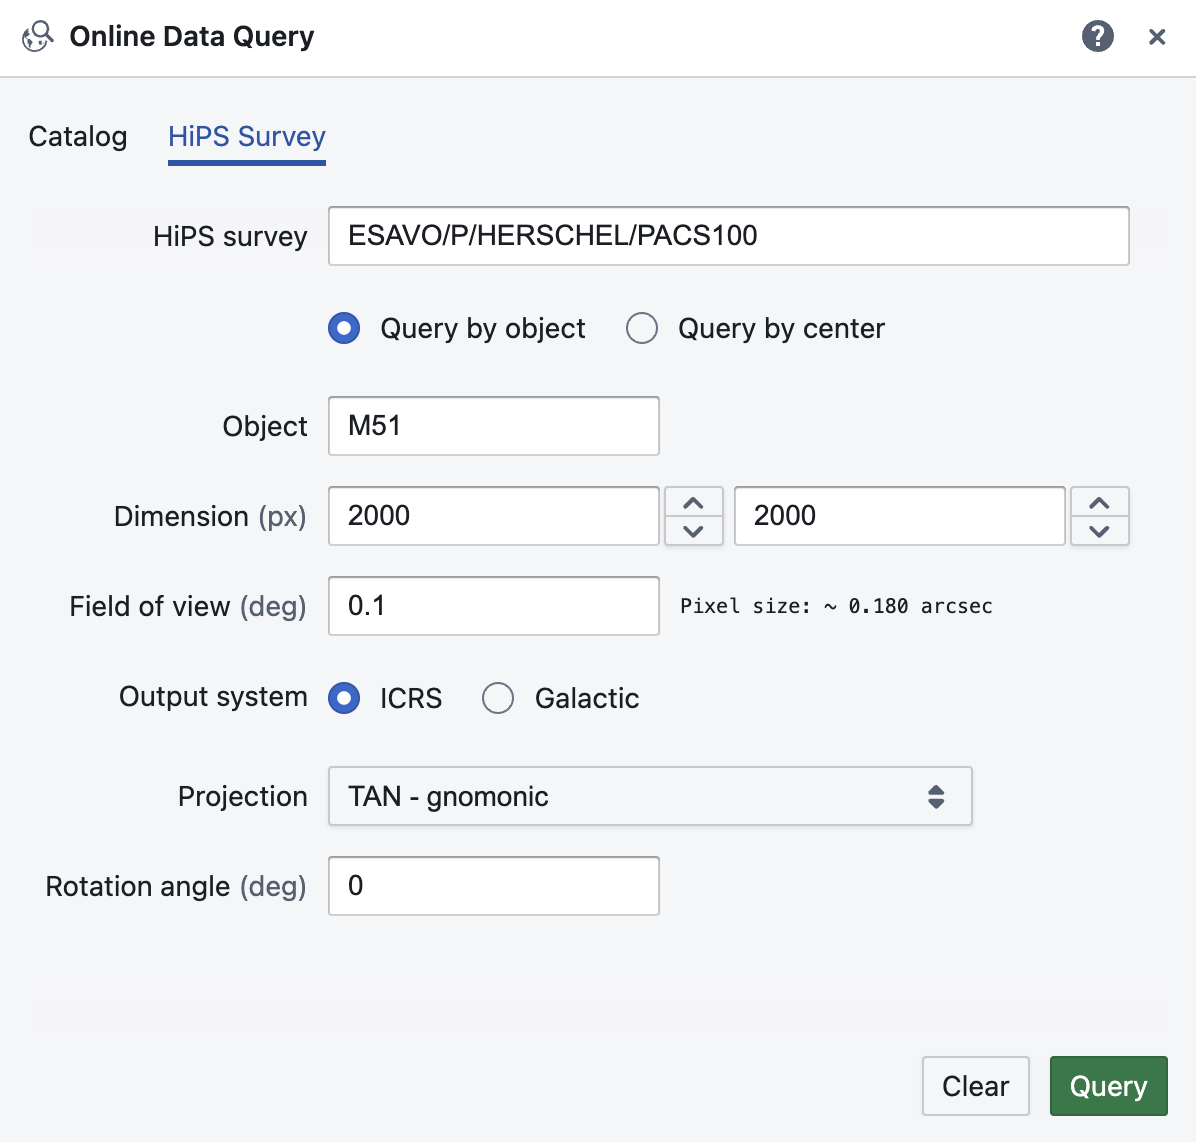 Online Data Query
Catalog HiPS Survey
HiPS survey ESAVO/P/HERSCHEL/PACS100
Query by object Query by center
Object M51
Dimension (px) 2000 2000
Field of view (deg) 0.1 Pixel size: ~ 0.180 arcsec
Output system ICRS Galactic
Projection TAN - gnomonic
Rotation angle (deg) 0
Clear Query